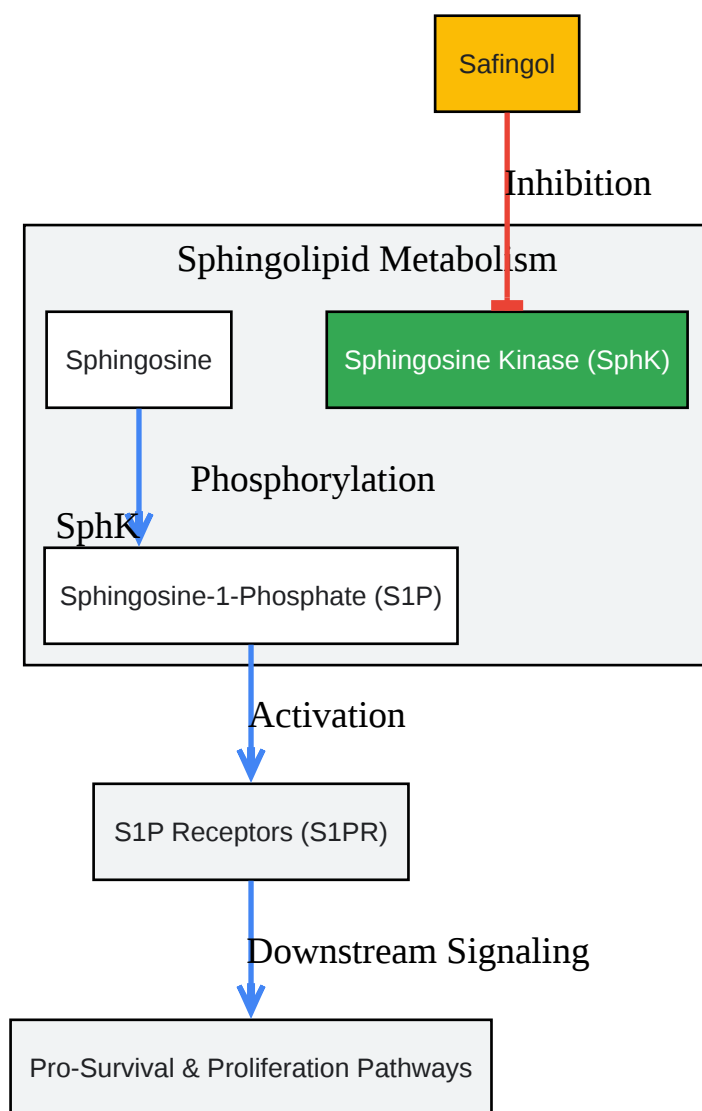 Safingol
Inhibition
Sphingolipid Metabolism
Sphingosine
Sphingosine Kinase (SphK)
Phosphorylation
SphK
Sphingosine-1-Phosphate (S1P)
Activation
S1P Receptors (S1PR)
Downstream Signaling
Pro-Survival & Proliferation Pathways